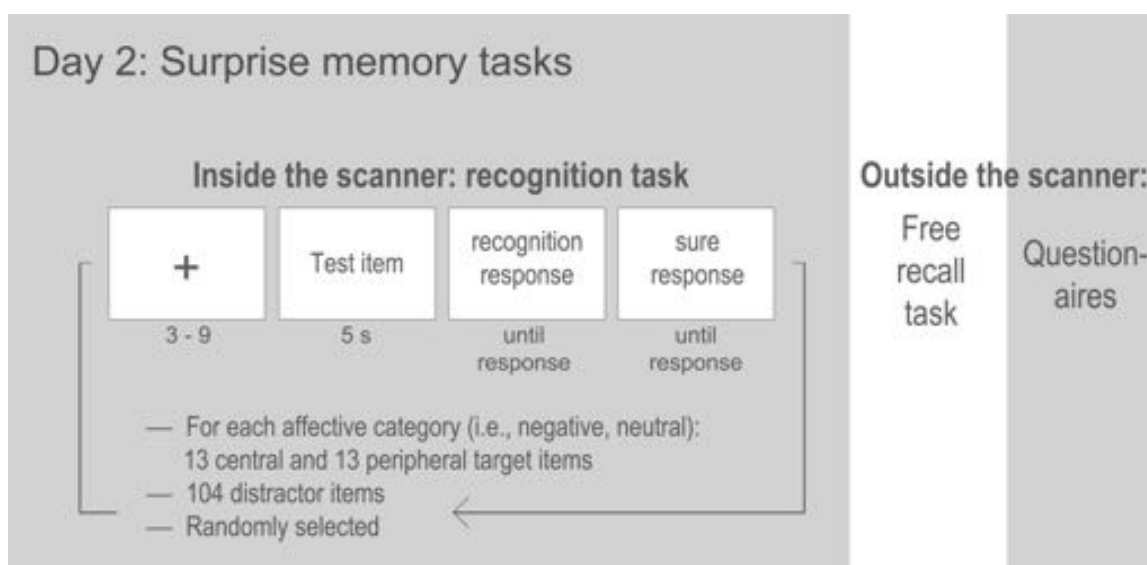 Day 2: Surprise memory tasks
Inside the scanner: recognition task
+
3 - 9
Test item
5 s
recognition
response
until
response
sure
response
until
response
— For each affective category (i.e., negative, neutral):
13 central and 13 peripheral target items
— 104 distractor items
— Randomly selected
Outside the scanner:
Free
recall
task
Question-
aires